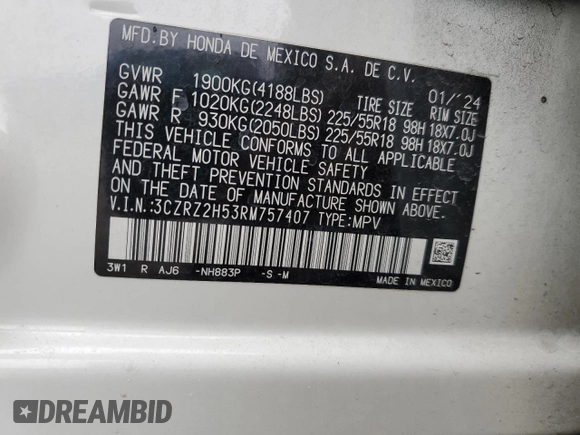 MFD.BY HONDA DE MEXICO S.A. DE C.V.
01/'24
GVWR 1900KG(4188LBS) TIRE SIZE RIM SIZE
GAWR F 1020KG(2248LBS) 225/55R18 98H 18X7.0J
GAWR R 930KG(2050LBS) 225/55R18 98H 18X7.0J
THIS VEHICLE CONFORMS TO ALL APPLICABLE
FEDERAL MOTOR VEHICLE SAFETY
AND THEFT PREVENTION STANDARDS IN EFFECT
ON THE DATE OF MANUFACTURE SHOWN ABOVE.
V.I.N.:3CZRZ2H53RM757407 TYPE:MPV
3W1 R AJ6 -NH883P -S -M
MADE IN MEXICO
DREAMBID